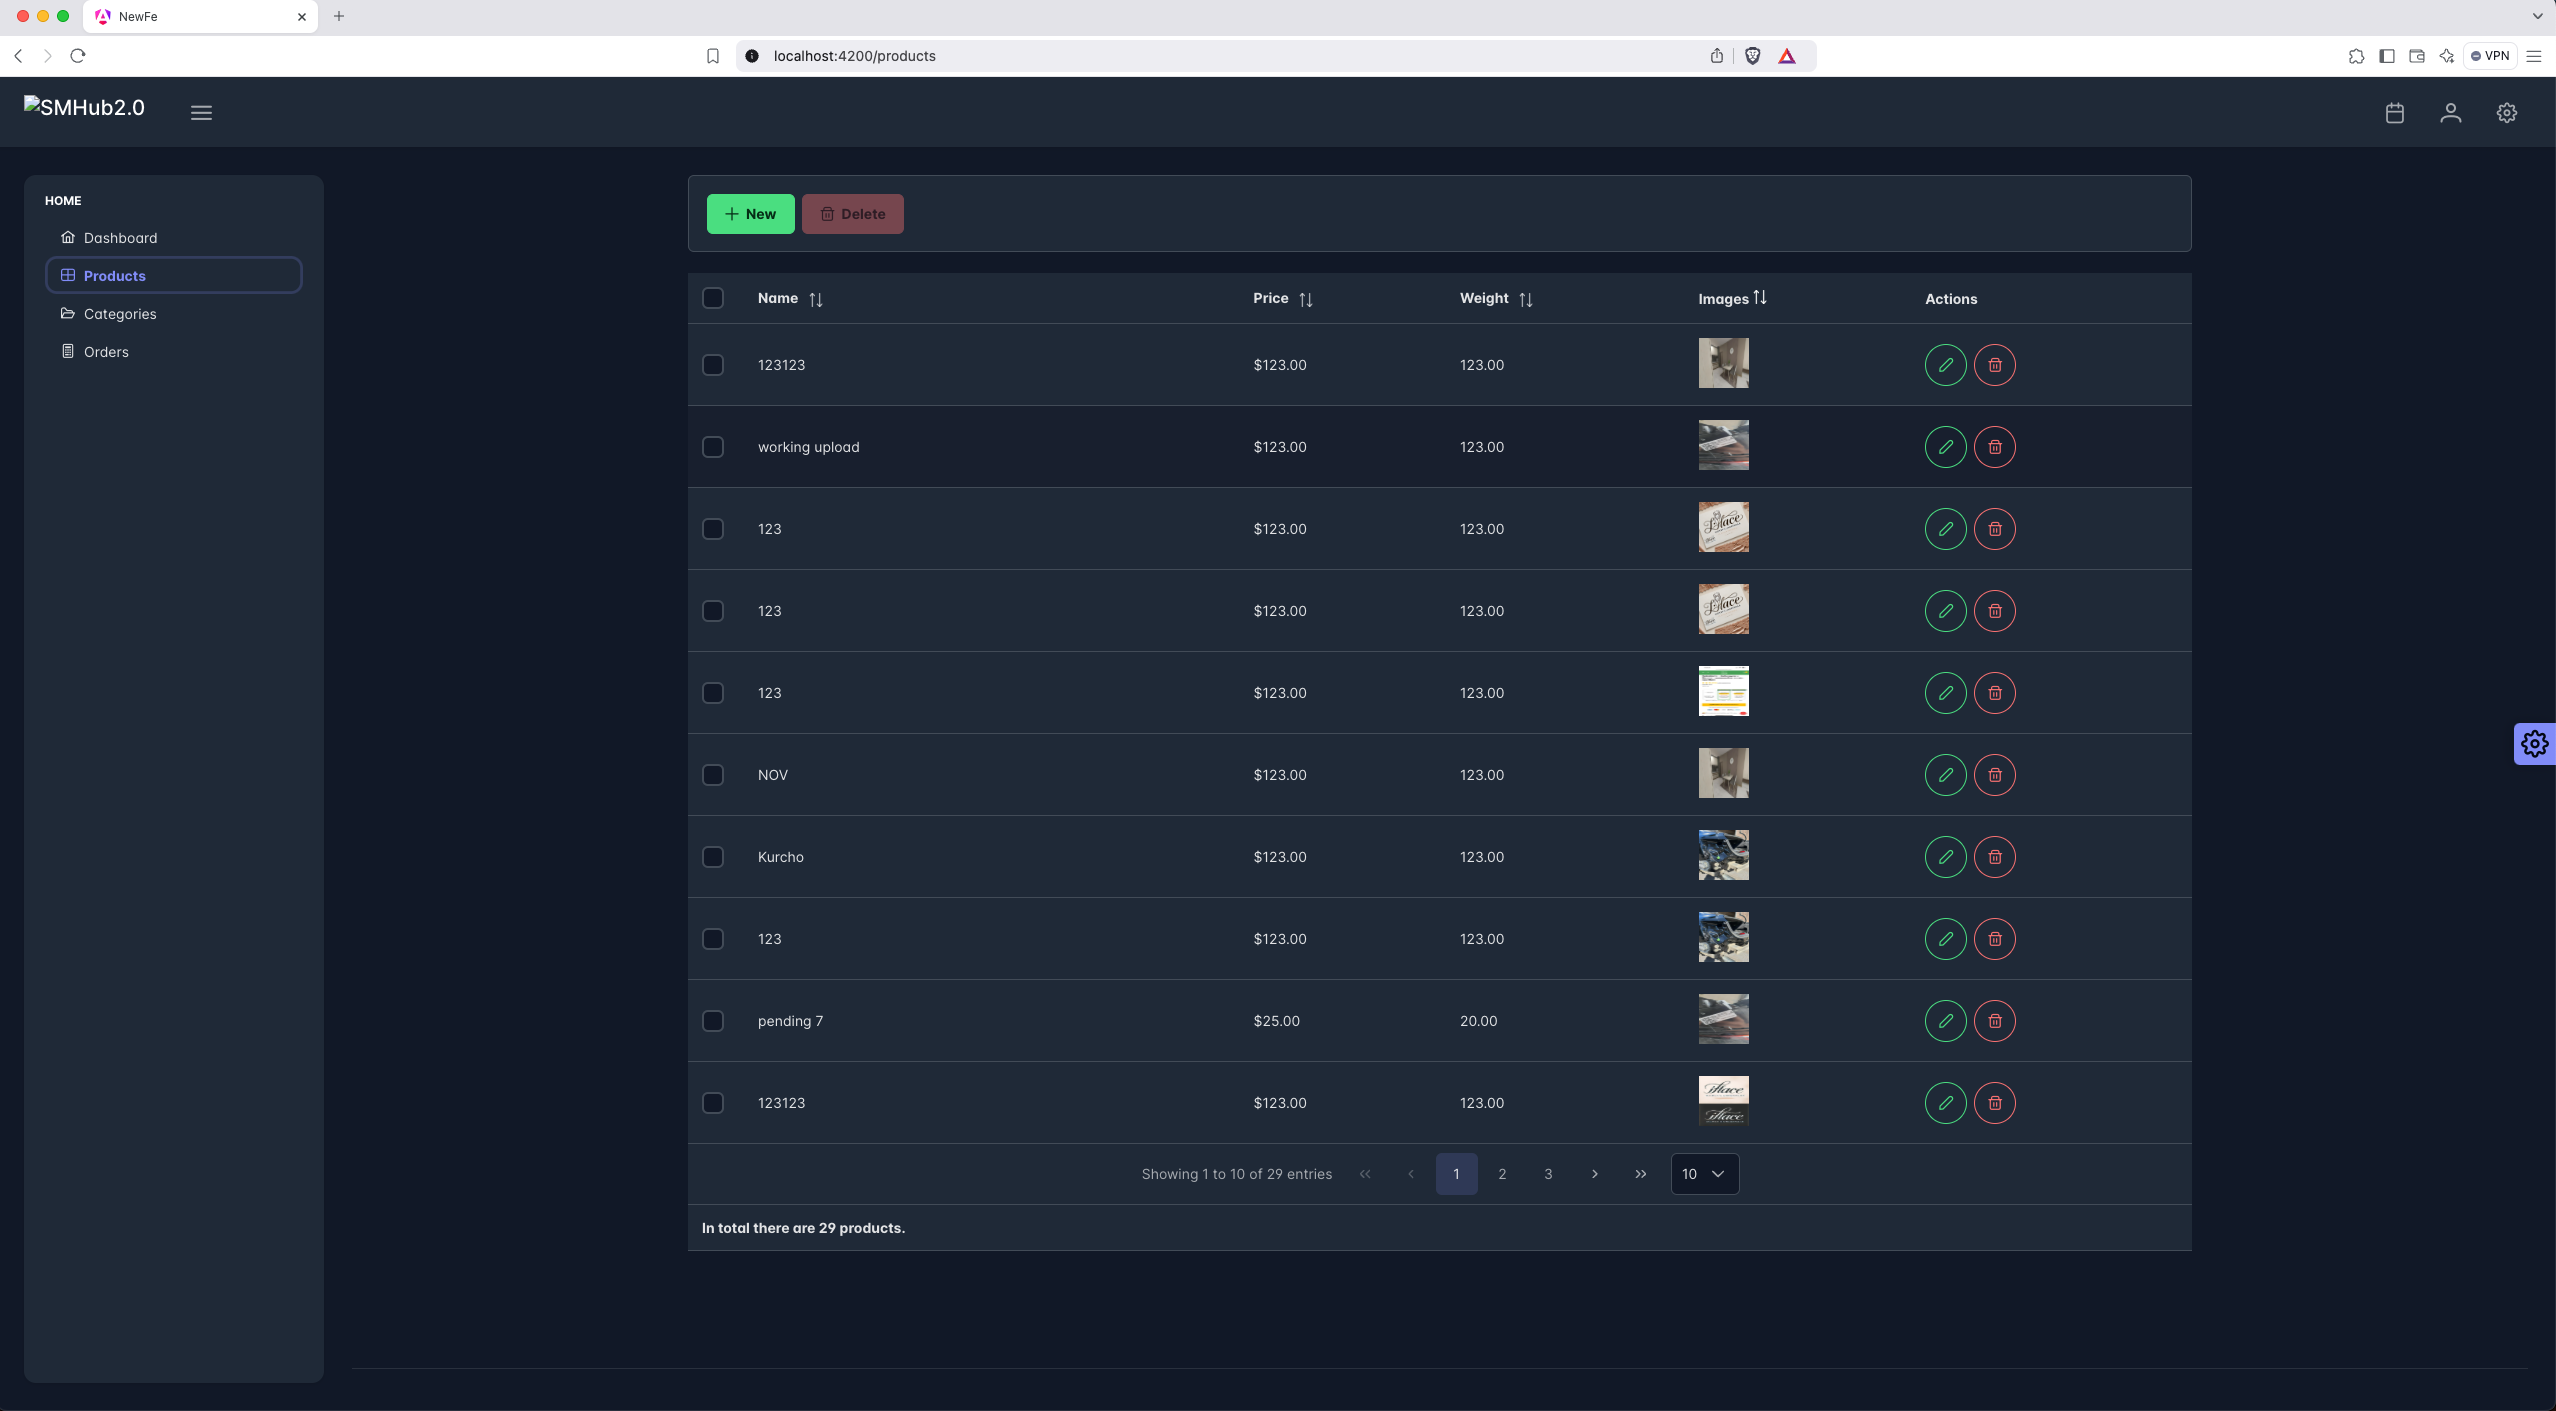 NewFe
localhost:4200/products
VPN
SMHub2.0
HOME
Dashboard
Products
Categories
Orders
New Delete
Name Price Weight Images Actions
123123 $123.00 123.00
working upload $123.00 123.00
123 $123.00 123.00
123 $123.00 123.00
123 $123.00 123.00
NOV $123.00 123.00
Kurcho $123.00 123.00
123 $123.00 123.00
pending 7 $25.00 20.00
123123 $123.00 123.00
Showing 1 to 10 of 29 entries « ‹ 1 2 3 › » 10
In total there are 29 products.